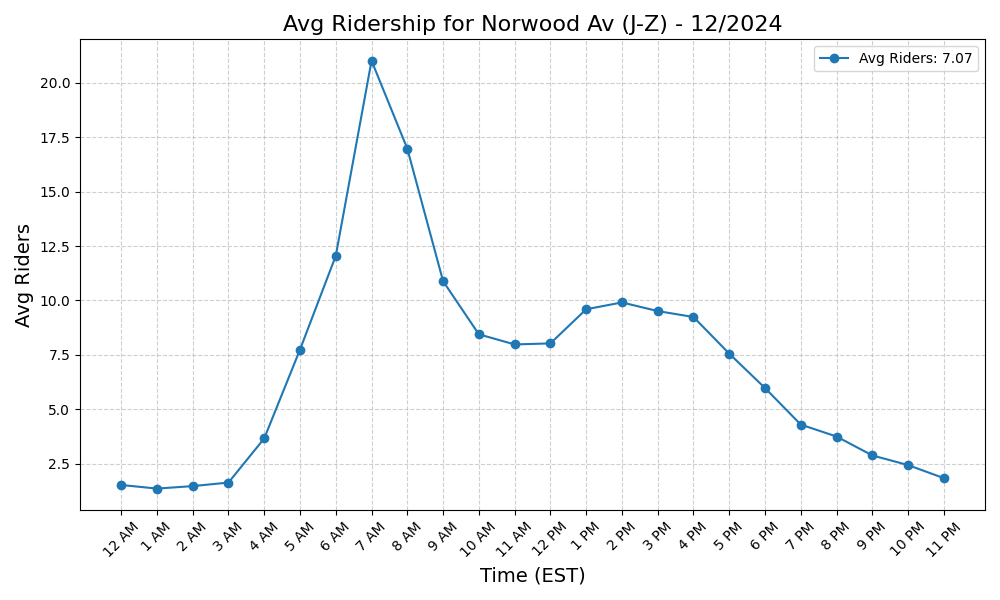 Avg Ridership for Norwood Av (J-Z) - 12/2024
Avg Riders: 7.07
Avg Riders
20.0
17.5
15.0
12.5
10.0
7.5
5.0
2.5
12 AM
1 AM
2 AM
3 AM
4 AM
5 AM
6 AM
7 AM
8 AM
9 AM
10 AM
11 AM
12 PM
1 PM
2 PM
3 PM
4 PM
5 PM
6 PM
7 PM
8 PM
9 PM
10 PM
11 PM
Time (EST)